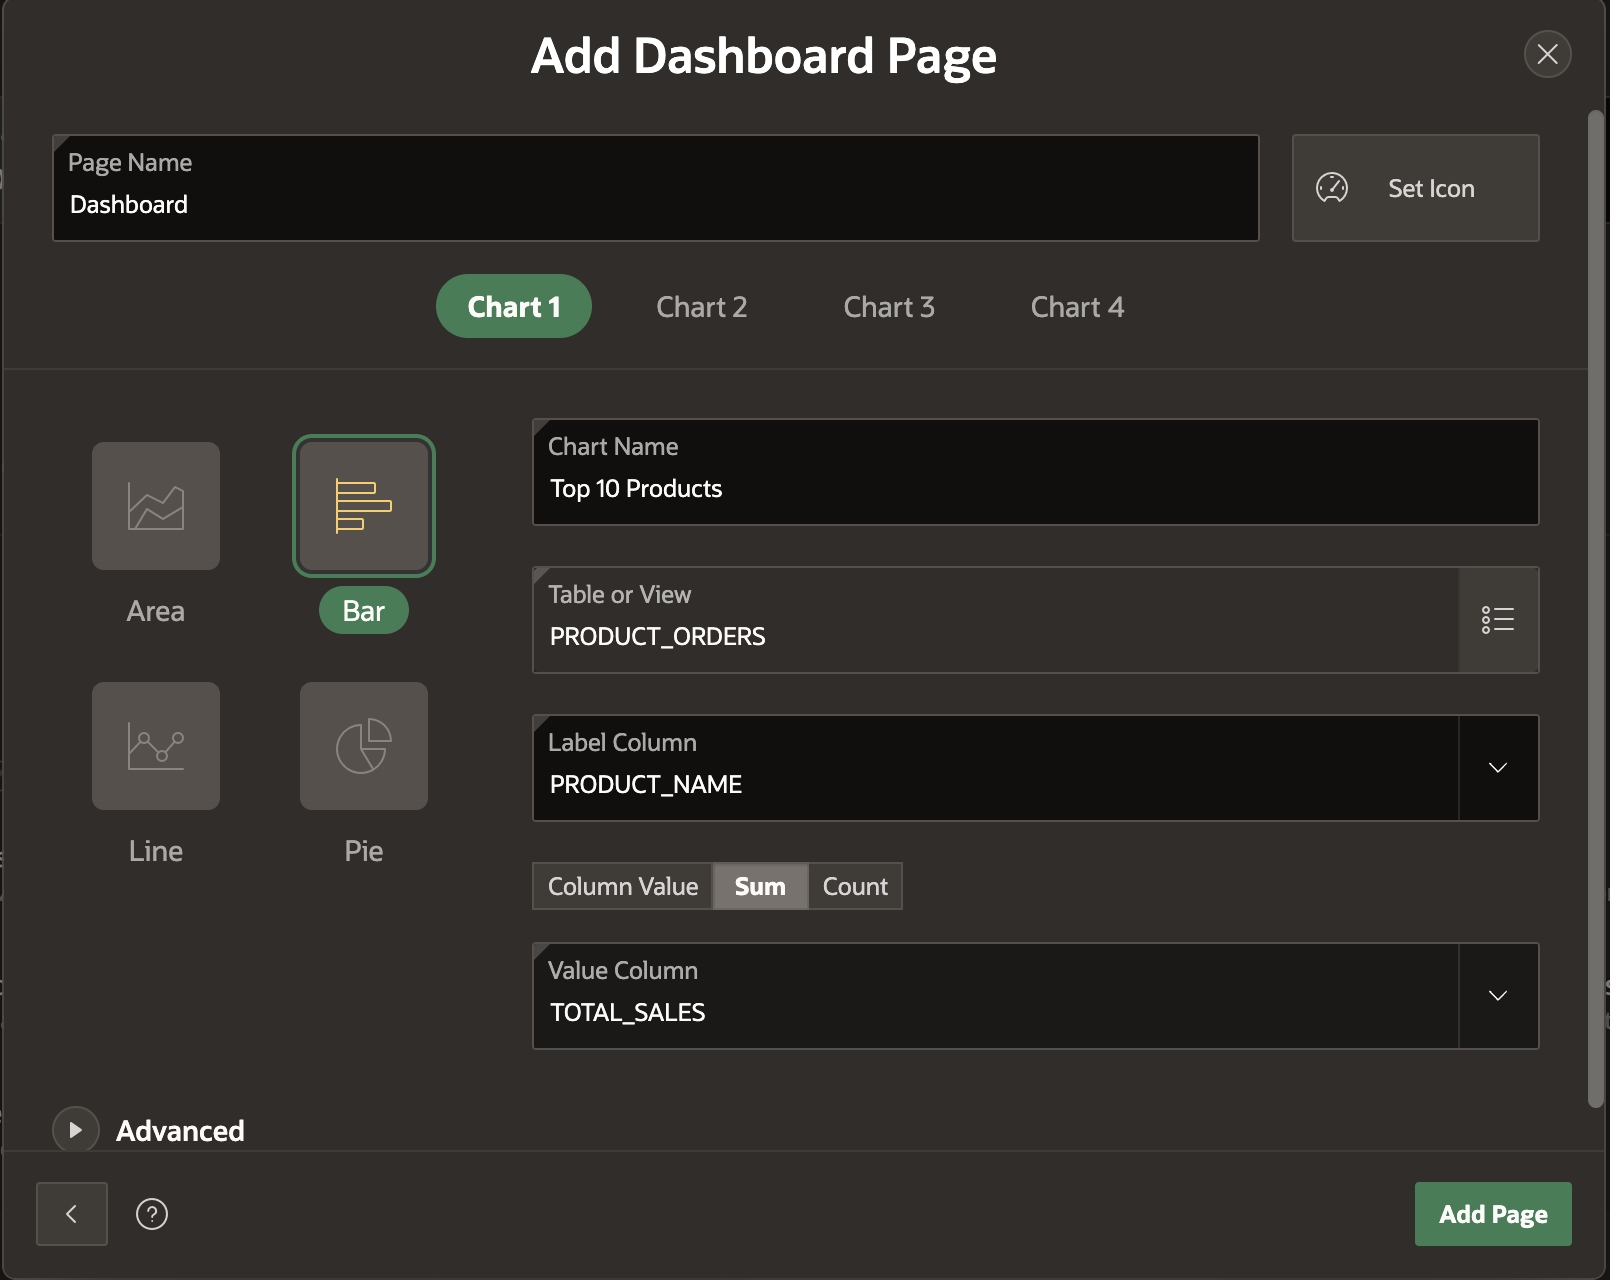 Add Dashboard Page
Page Name
Dashboard
Set Icon
Chart 1
Chart 2
Chart 3
Chart 4
Area
Bar
Line
Pie
Chart Name
Top 10 Products
Table or View
PRODUCT_ORDERS
Label Column
PRODUCT_NAME
Column Value
Sum
Count
Value Column
TOTAL_SALES
Advanced
?
Add Page